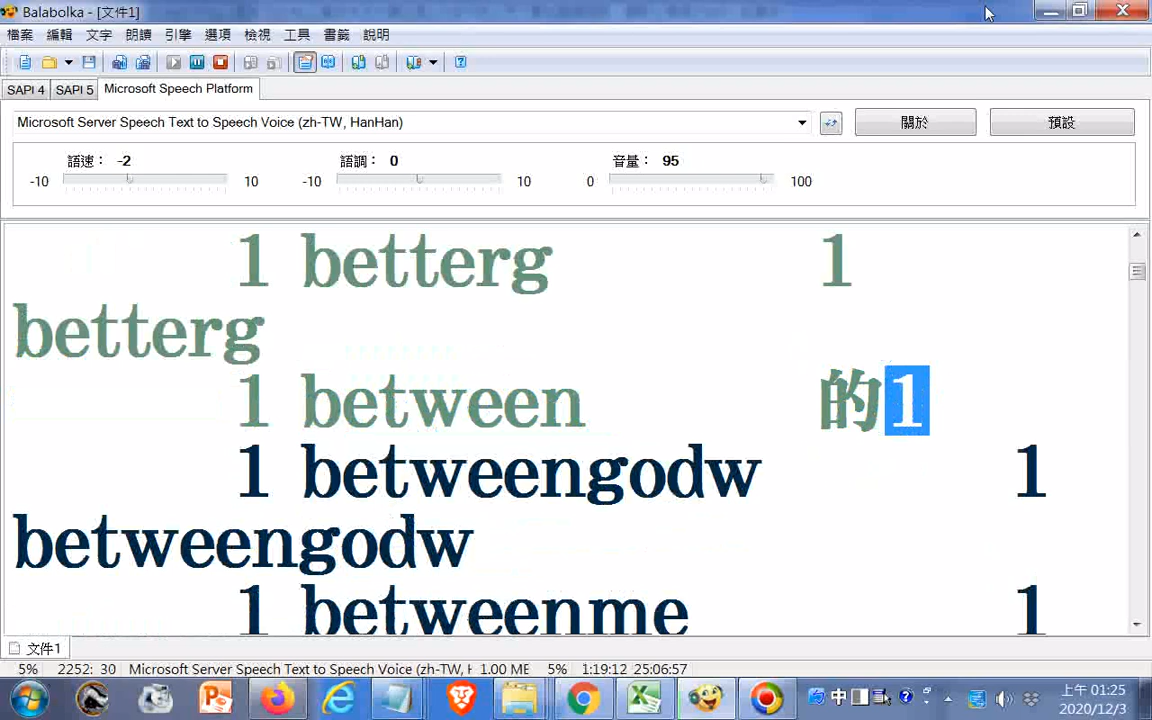 Balabolka - [文件1]
檔案 編輯 文字 朗讀 引擎 選項 檢視 工具 書籤 說明
SAPI 4 SAPI 5 Microsoft Speech Platform
Microsoft Server Speech Text to Speech Voice (zh-TW, HanHan) 關於 預設
語速： -2 語調： 0 音量： 95
-10 10 -10 10 0 100
1 betterg 1
betterg
1 between 的1
1 betweengodw 1
betweengodw
1 betweenme 1
文件1
5% 2252: 30 Microsoft Server Speech Text to Speech Voice (zh-TW, 1.00 ME 5% 1:19:12 25:06:57
中 上午 01:25
2020/12/3